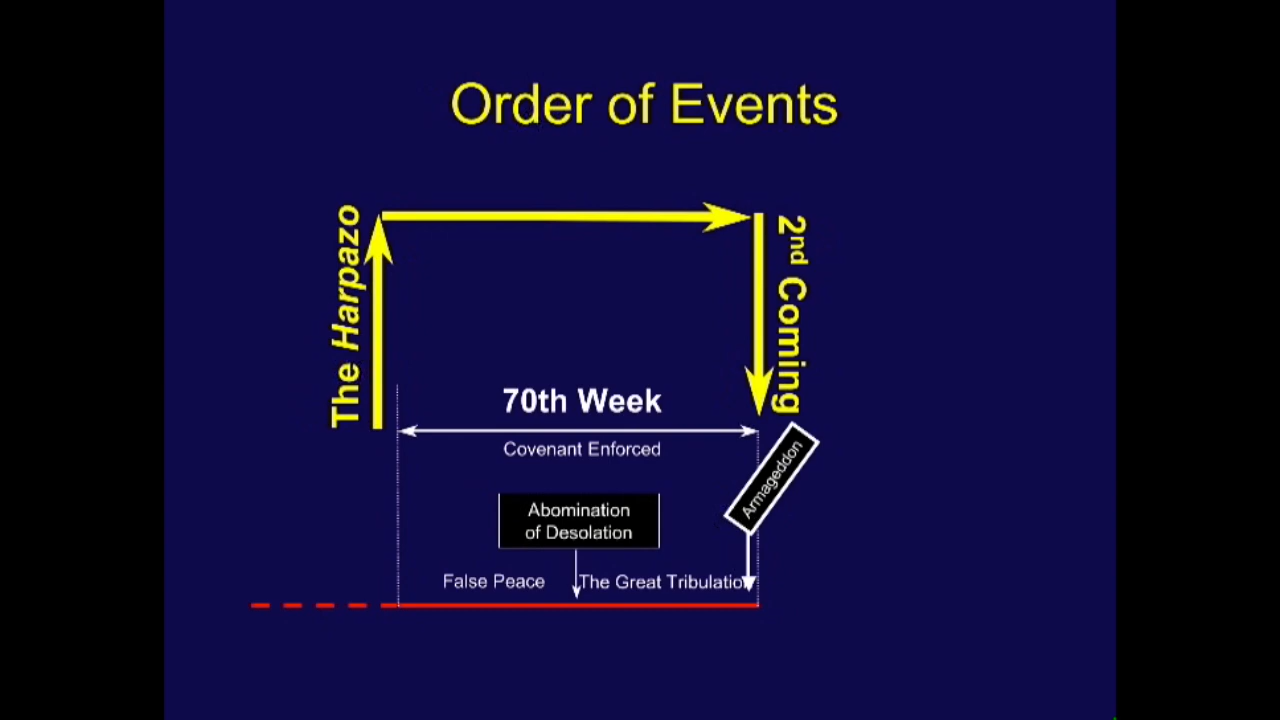 Order of Events
The Harpazo
2nd Coming
70th Week
Covenant Enforced
Armageddon
Abomination
of Desolation
False Peace
The Great Tribulation